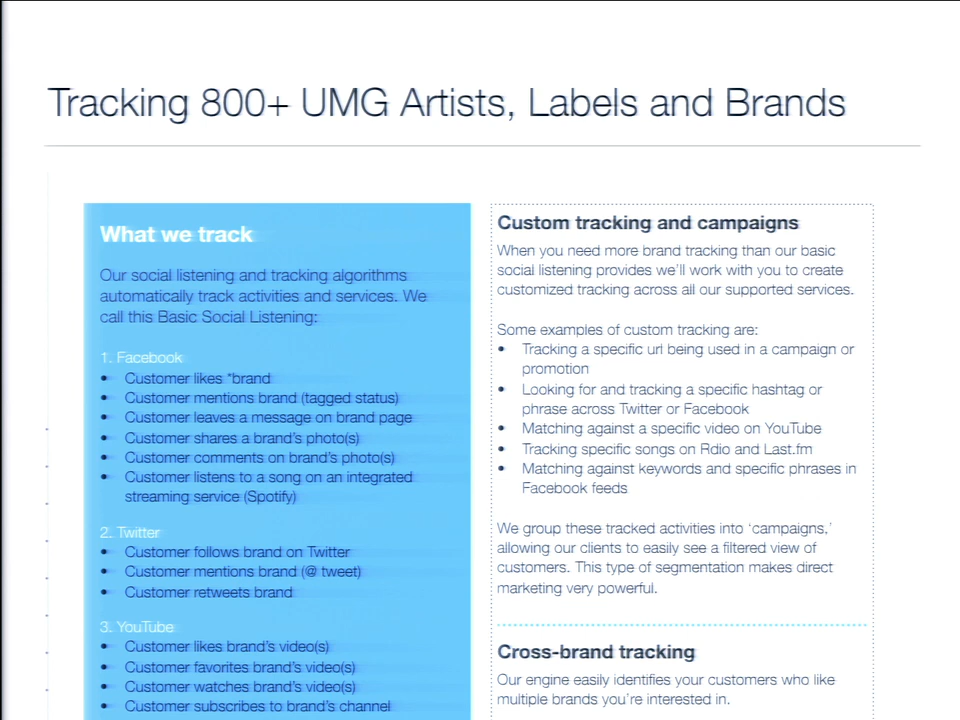 Tracking 800+ UMG Artists, Labels and Brands
What we track
Our social listening and tracking algorithms
automatically track activities and services. We
call this Basic Social Listening:
1. Facebook
• Customer likes *brand
• Customer mentions brand (tagged status)
• Customer leaves a message on brand page
• Customer shares a brand's photo(s)
• Customer comments on brand's photo(s)
• Customer listens to a song on an integrated
streaming service (Spotify)
2. Twitter
• Customer follows brand on Twitter
• Customer mentions brand (@ tweet)
• Customer retweets brand
3. YouTube
• Customer likes brand's video(s)
• Customer favorites brand's video(s)
• Customer watches brand's video(s)
• Customer subscribes to brand's channel
Custom tracking and campaigns
When you need more brand tracking than our basic
social listening provides we'll work with you to create
customized tracking across all our supported services.
Some examples of custom tracking are:
• Tracking a specific url being used in a campaign or
promotion
• Looking for and tracking a specific hashtag or
phrase across Twitter or Facebook
• Matching against a specific video on YouTube
• Tracking specific songs on Rdio and Last.fm
• Matching against keywords and specific phrases in
Facebook feeds
We group these tracked activities into 'campaigns,'
allowing our clients to easily see a filtered view of
customers. This type of segmentation makes direct
marketing very powerful.
Cross-brand tracking
Our engine easily identifies your customers who like
multiple brands you're interested in.